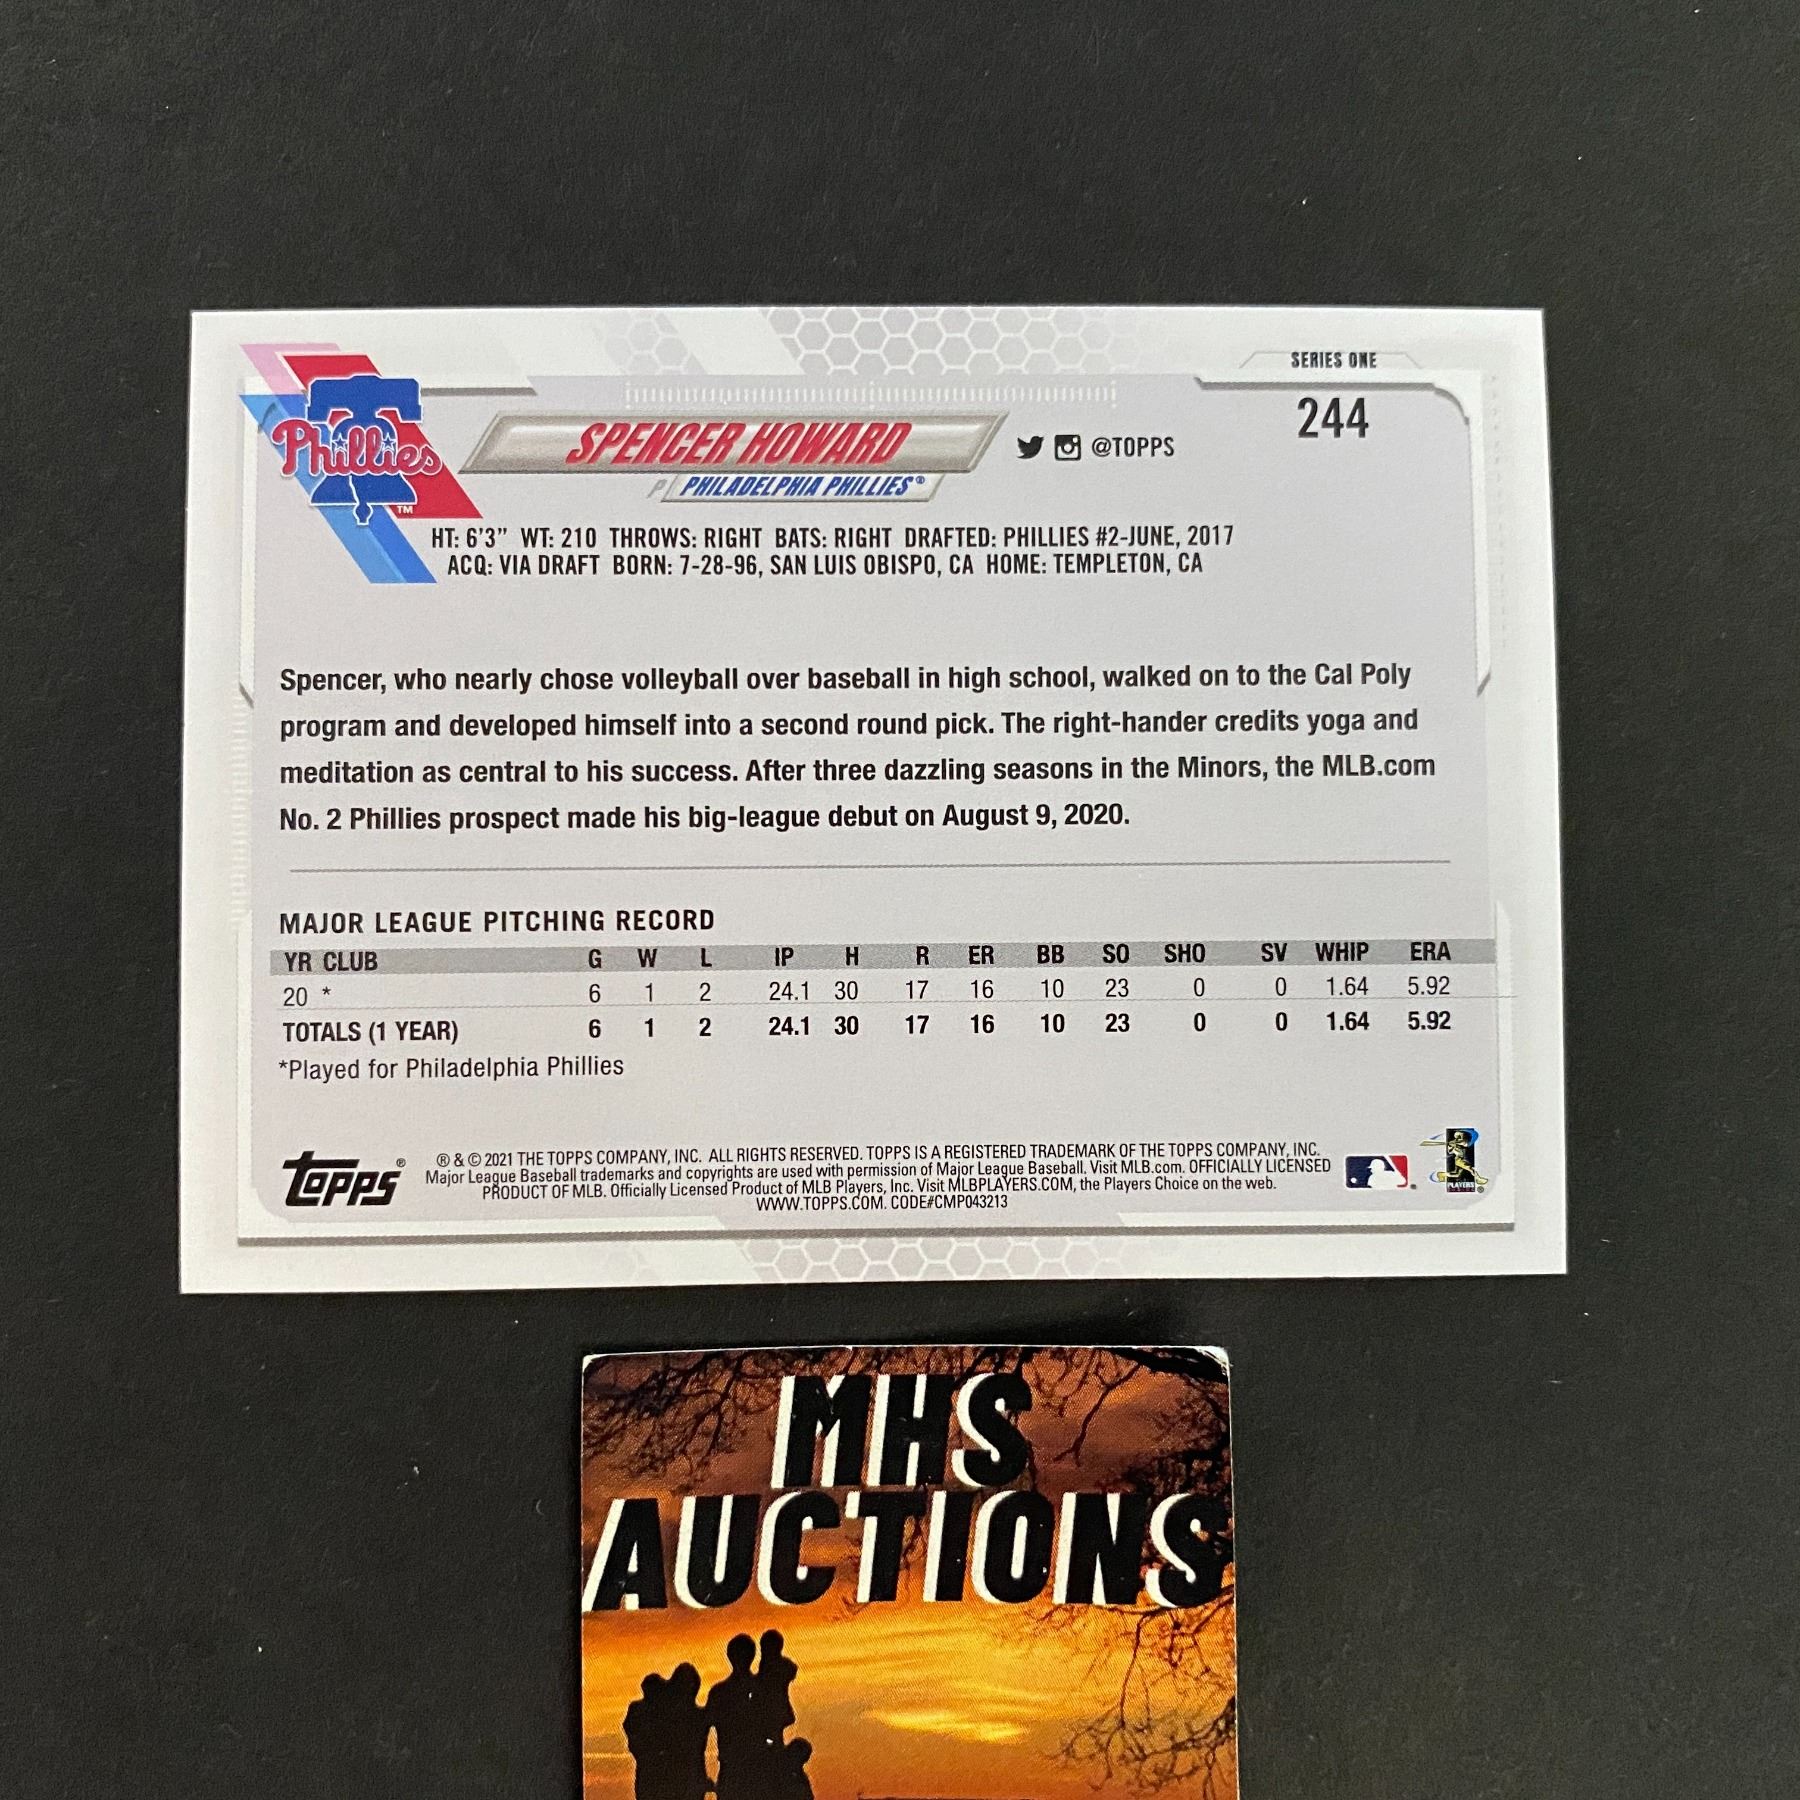 SERIES ONE
244
Phillies
TM
SPENCER HOWARD
@TOPPS
P PHILADELPHIA PHILLIES®
HT: 6'3" WT: 210 THROWS: RIGHT BATS: RIGHT DRAFTED: PHILLIES #2-JUNE, 2017
ACQ: VIA DRAFT BORN: 7-28-96, SAN LUIS OBISPO, CA HOME: TEMPLETON, CA
Spencer, who nearly chose volleyball over baseball in high school, walked on to the Cal Poly
program and developed himself into a second round pick. The right-hander credits yoga and
meditation as central to his success. After three dazzling seasons in the Minors, the MLB.com
No. 2 Phillies prospect made his big-league debut on August 9, 2020.
MAJOR LEAGUE PITCHING RECORD
YR CLUB G W L IP H R ER BB SO SHO SV WHIP ERA
20 * 6 1 2 24.1 30 17 16 10 23 0 0 1.64 5.92
TOTALS (1 YEAR) 6 1 2 24.1 30 17 16 10 23 0 0 1.64 5.92
*Played for Philadelphia Phillies
topps®
® & © 2021 THE TOPPS COMPANY, INC. ALL RIGHTS RESERVED. TOPPS IS A REGISTERED TRADEMARK OF THE TOPPS COMPANY, INC.
Major League Baseball trademarks and copyrights are used with permission of Major League Baseball. Visit MLB.com. OFFICIALLY LICENSED
PRODUCT OF MLB. Officially Licensed Product of MLB Players, Inc. Visit MLBPLAYERS.COM, the Players Choice on the web.
WWW.TOPPS.COM. CODE#CMP043213
PLAYERS
MHS
AUCTIONS